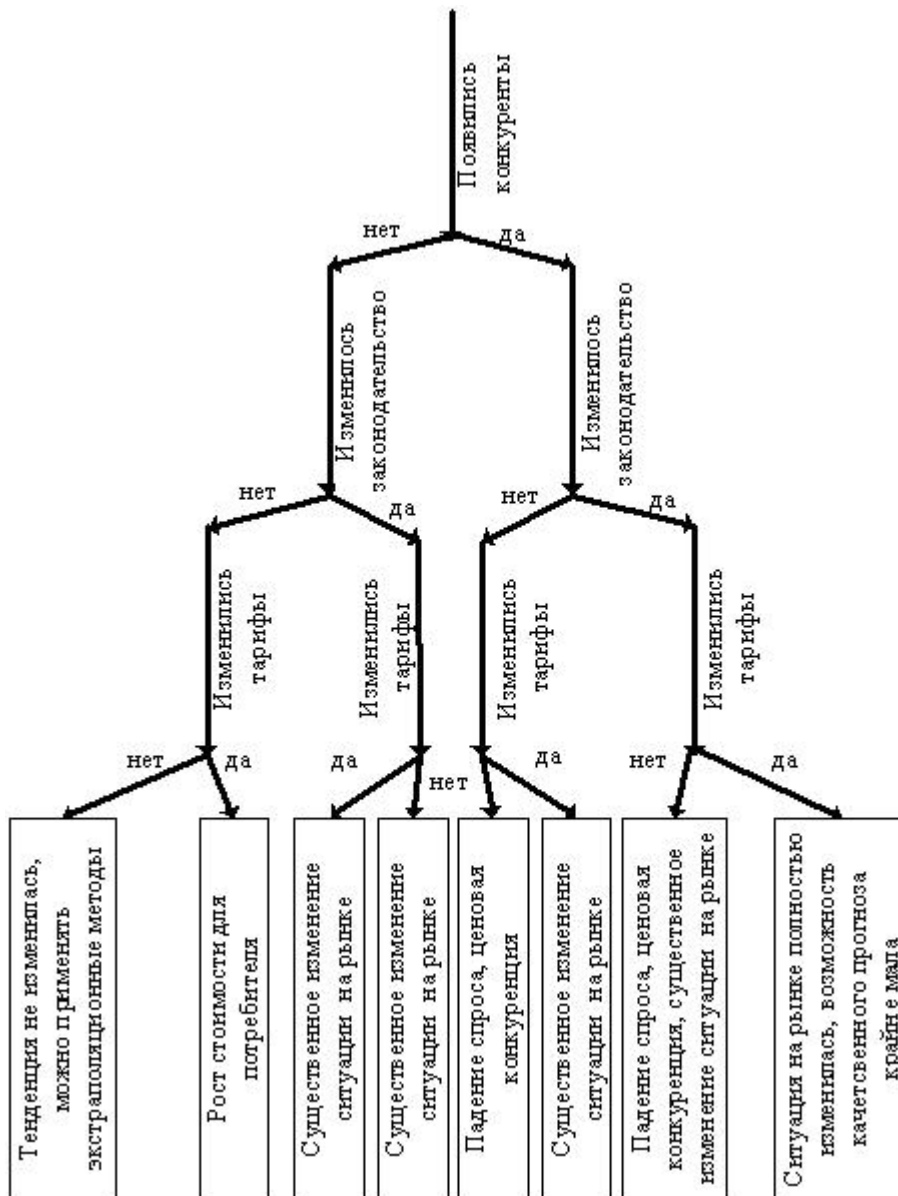 Появились
конкуренты
нет
да
Изменилось
законодательство
Изменилось
законодательство
нет
да
нет
да
Изменились
тарифы
Изменились
тарифы
Изменились
тарифы
Изменились
тарифы
нет
да
да
нет
да
нет
да
Тенденция не изменилась,
можно применять
экстраполяционные методы
Рост стоимости для
потребителя
Существенное изменение
ситуации на рынке
Существенное изменение
ситуации на рынке
Падение спроса, ценовая
конкуренция
Существенное изменение
ситуации на рынке
Падение спроса, ценовая
конкуренция, существенное
изменение ситуации на рынке
Ситуация на рынке полностью
изменилась, возможность
качетсвенного прогноза
крайне мала